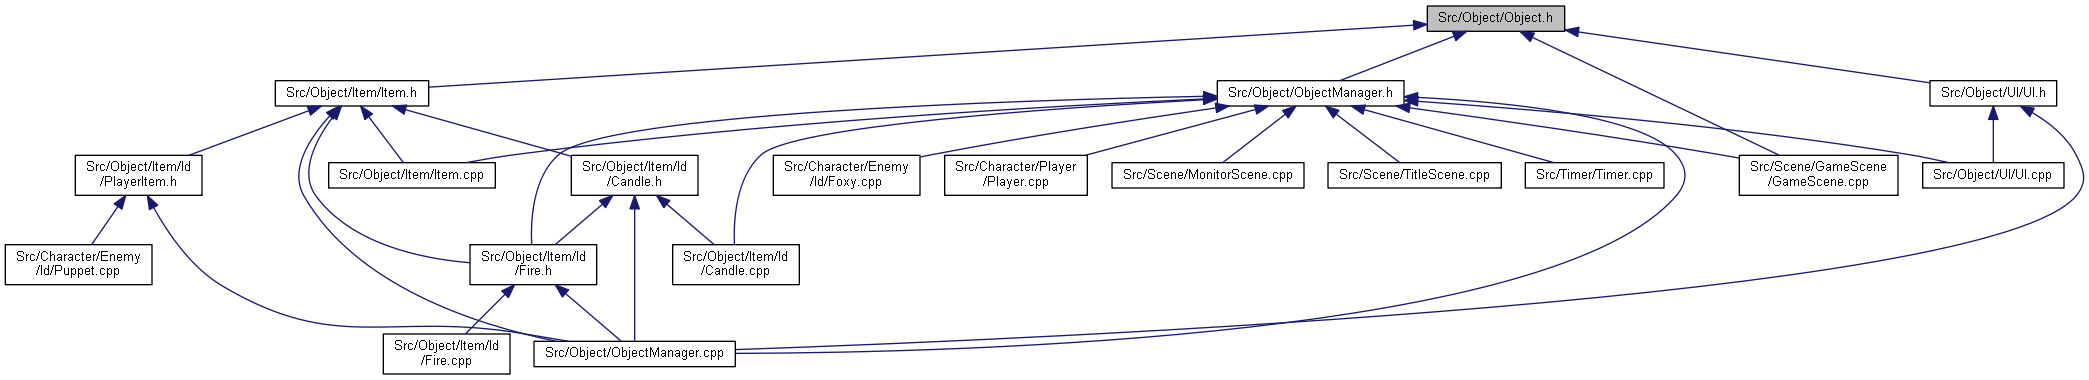 Src/Object/Object.h
Src/Object/Item/Item.h
Src/Object/ObjectManager.h
Src/Object/UI/UI.h
Src/Object/Item/Id
/PlayerItem.h
Src/Object/Item/Item.cpp
Src/Object/Item/Id
/Candle.h
Src/Character/Enemy
/Id/Foxy.cpp
Src/Character/Player
/Player.cpp
Src/Scene/MonitorScene.cpp
Src/Scene/TitleScene.cpp
Src/Timer/Timer.cpp
Src/Scene/GameScene
/GameScene.cpp
Src/Object/UI/UI.cpp
Src/Character/Enemy
/Id/Puppet.cpp
Src/Object/Item/Id
/Fire.h
Src/Object/Item/Id
/Candle.cpp
Src/Object/Item/Id
/Fire.cpp
Src/Object/ObjectManager.cpp